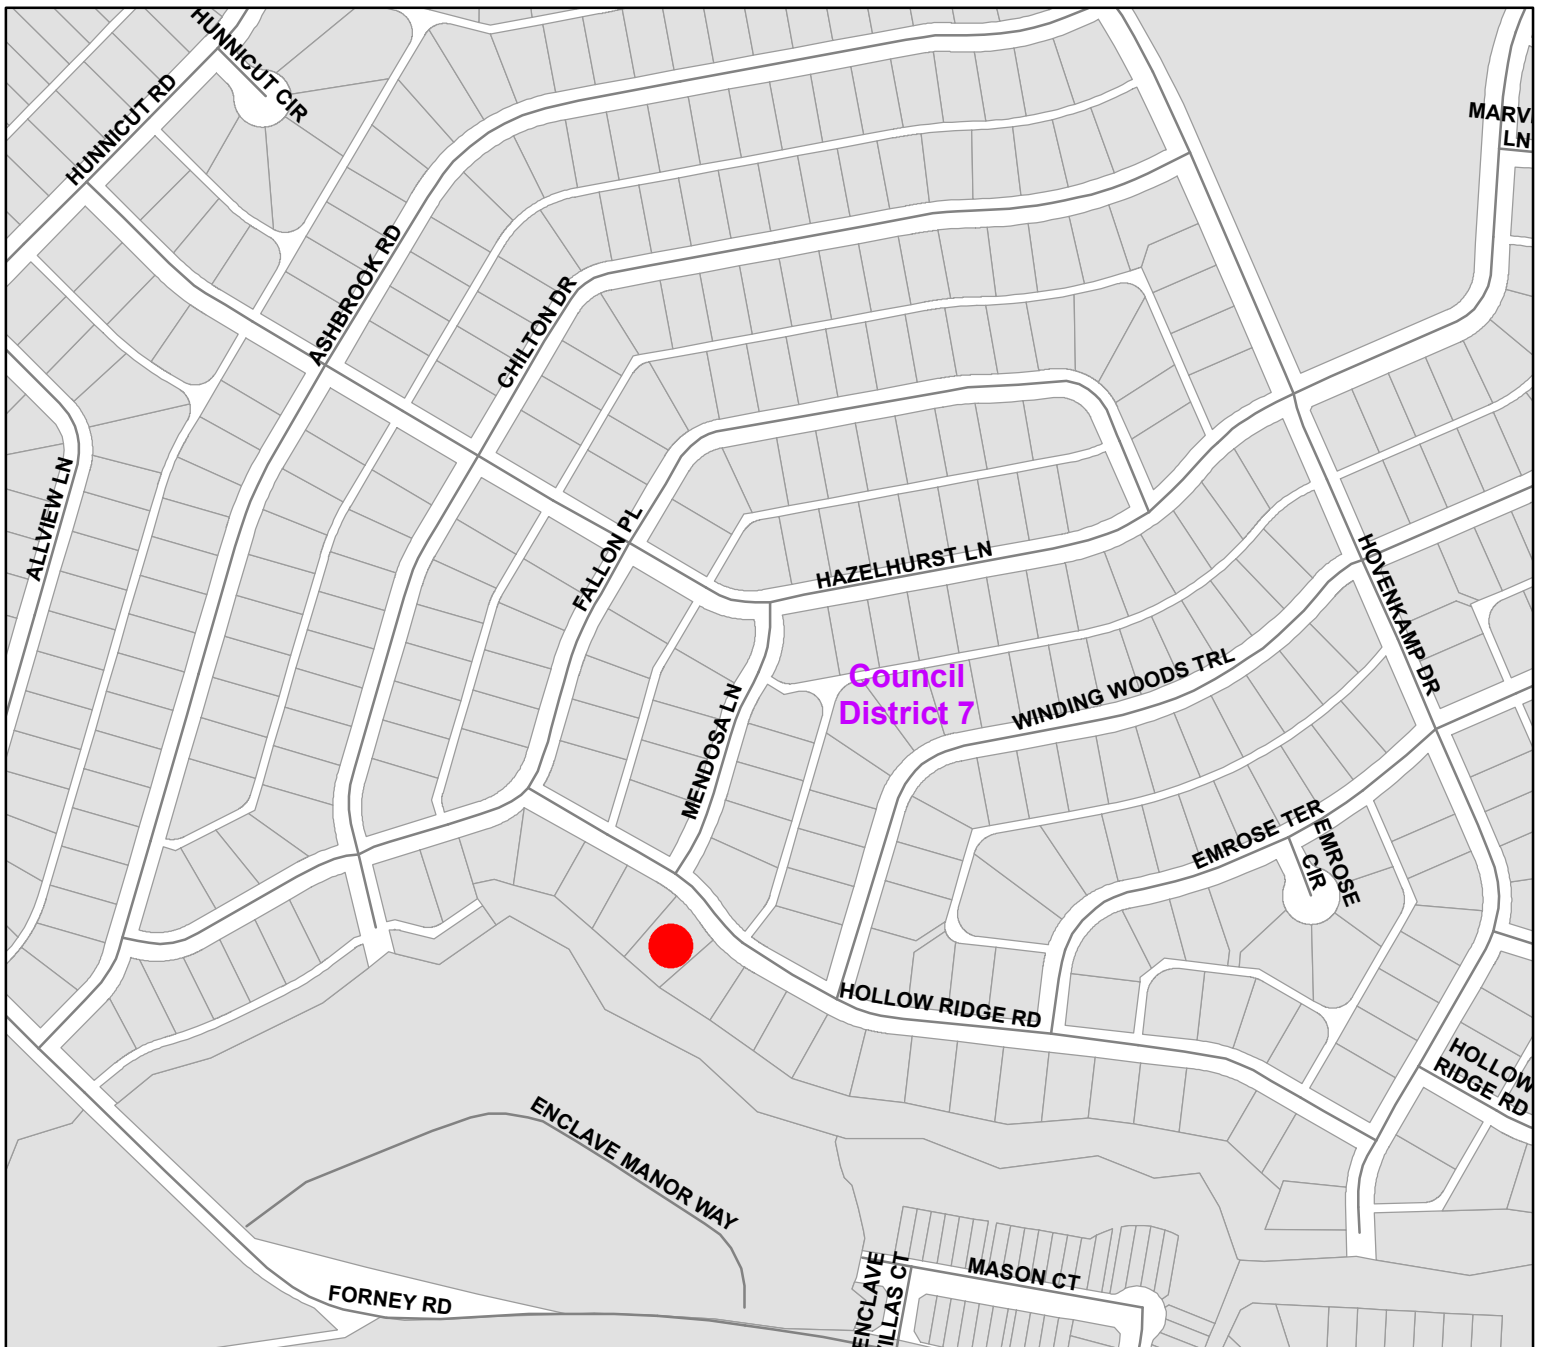 HUNNICUT CIR
HUNNICUT RD
MARV
LN
ASHBROOK RD
CHILTON DR
ALLVIEW LN
FALLON PL
HAZELHURST LN
HOVENKAMP DR
WINDING WOODS TRL
Council
District 7
MENDOSA LN
EMROSE TER
EMROSE
CIR
HOLLOW RIDGE RD
HOLLOW
RIDGE RD
ENCLAVE MANOR WAY
MASON CT
ENCLAVE
ILLAS CT
FORNEY RD